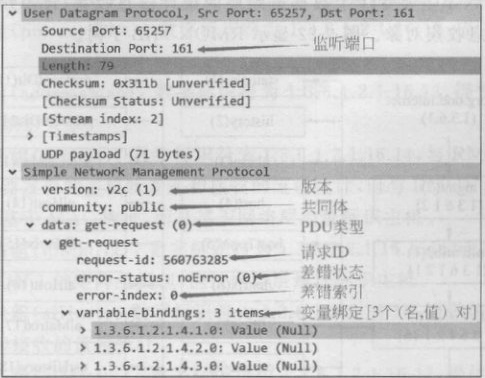 User Datagram Protocol, Src Port: 65257, Dst Port: 161
Source Port: 65257
Destination Port: 161 监听端口
Length: 79
Checksum: 0x311b [unverified]
[Checksum Status: Unverified]
[Stream index: 2]
[Timestamps]
UDP payload (71 bytes)
Simple Network Management Protocol
version: v2c (1) 版本
community: public 共同体
data: get-request (0) PDU类型
get-request
request-id: 560763285 请求ID
error-status: noError (0) 差错状态
error-index: 0 差错索引
variable-bindings: 3 items 变量绑定[3个(名,值)对]
1.3.6.1.2.1.4.1.0: Value (Null)
1.3.6.1.2.1.4.2.0: Value (Null)
1.3.6.1.2.1.4.3.0: Value (Null)